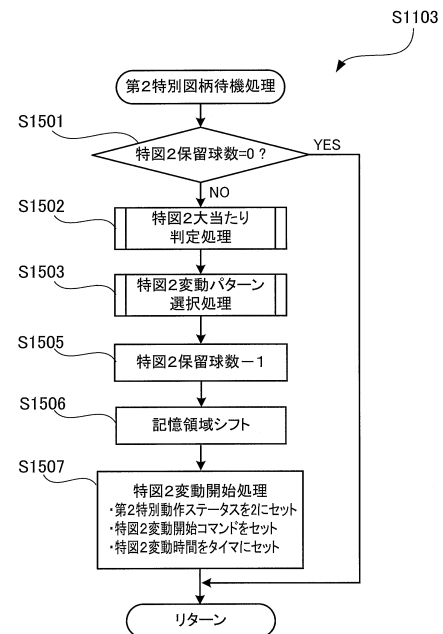 S1103
第2特別図柄待機処理
S1501
特図2保留球数=0?
YES
NO
S1502
特図2大当たり
判定処理
S1503
特図2変動パターン
選択処理
S1505
特図2保留球数－1
S1506
記憶領域シフト
S1507
特図2変動開始処理
・第2特別動作ステータスを2にセット
・特図2変動開始コマンドをセット
・特図2変動時間をタイマにセット
リターン